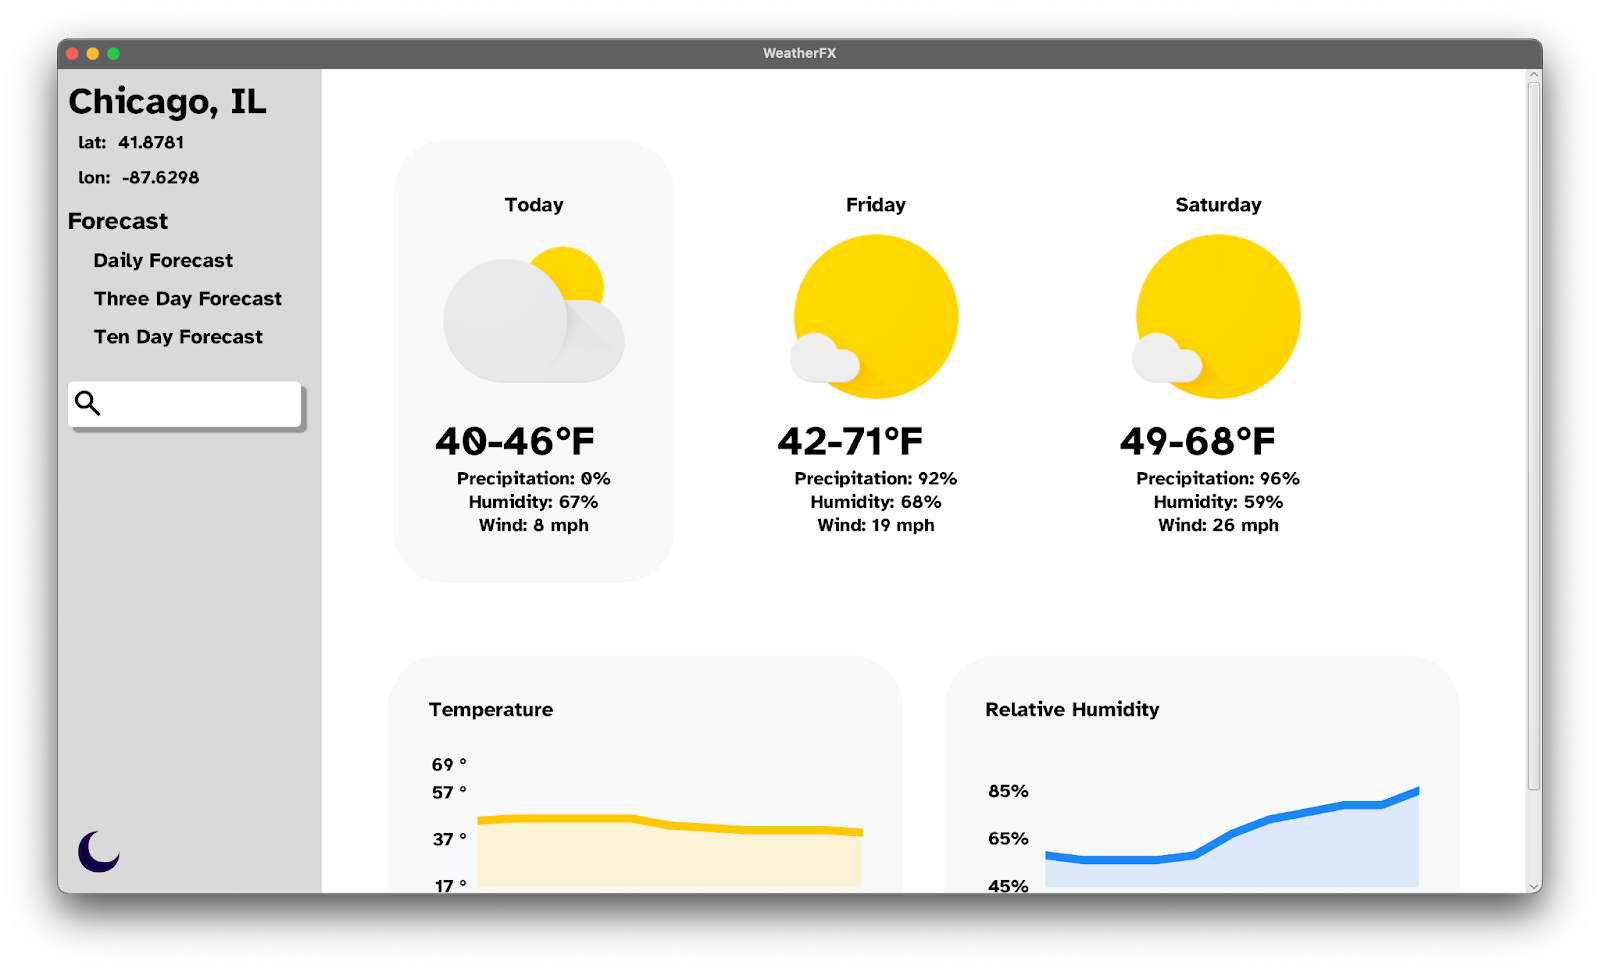 WeatherFX
Chicago, IL
lat: 41.8781
lon: -87.6298
Forecast
Daily Forecast
Three Day Forecast
Ten Day Forecast
Today
40-46°F
Precipitation: 0%
Humidity: 67%
Wind: 8 mph
Friday
42-71°F
Precipitation: 92%
Humidity: 68%
Wind: 19 mph
Saturday
49-68°F
Precipitation: 96%
Humidity: 59%
Wind: 26 mph
Temperature
69 °
57 °
37 °
17 °
Relative Humidity
85%
65%
45%